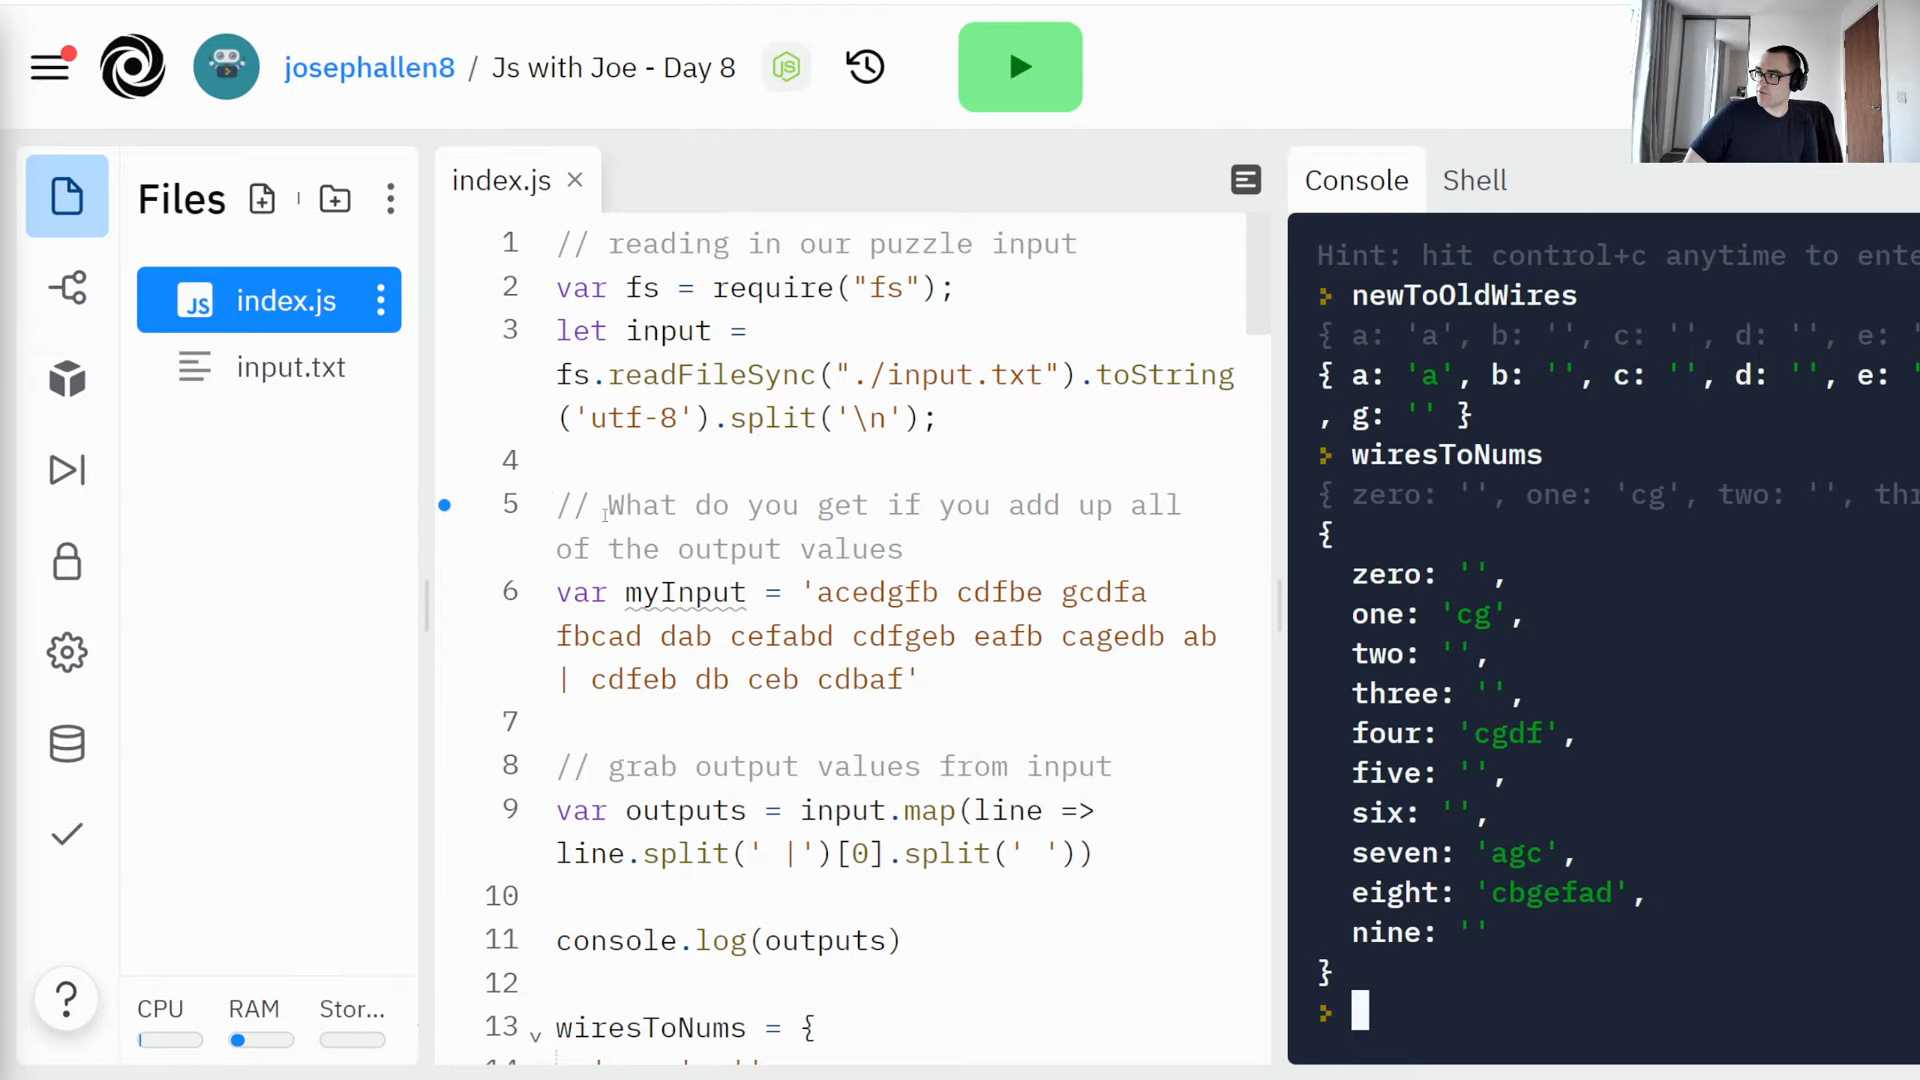 josephallen8 / Js with Joe - Day 8
Files
JS index.js
input.txt
CPU RAM Stor...
?
index.js ×
1 // reading in our puzzle input
2 var fs = require("fs");
3 let input =
fs.readFileSync("./input.txt").toString
('utf-8').split('\n');
4
5 // What do you get if you add up all
of the output values
6 var myInput = 'acedgfb cdfbe gcdfa
fbcad dab cefabd cdfgeb eafb cagedb ab
| cdfeb db ceb cdbaf'
7
8 // grab output values from input
9 var outputs = input.map(line =>
line.split(' |')[0].split(' '))
10
11 console.log(outputs)
12
13 wiresToNums = {
Console Shell
Hint: hit control+c anytime to ente
newToOldWires
{ a: 'a', b: '', c: '', d: '', e: '
{ a: 'a', b: '', c: '', d: '', e: '
, g: '' }
wiresToNums
{ zero: '', one: 'cg', two: '', thr
{
zero: '',
one: 'cg',
two: '',
three: '',
four: 'cgdf',
five: '',
six: '',
seven: 'agc',
eight: 'cbgefad',
nine: ''
}